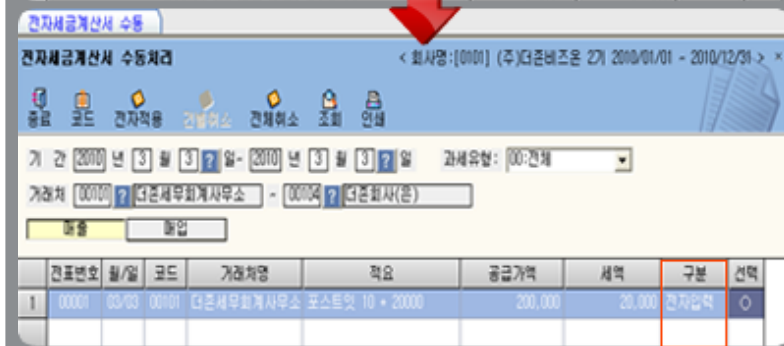 전자세금계산서 수동
전자세금계산서 수동처리 < 회사명:[0101] (주)더존비즈온 2기 2010/01/01 - 2010/12/31 > ×
종료 코드 전자적용 건별취소 전체취소 조회 인쇄
기 간 2010 년 3 월 3 ? 일- 2010 년 3 월 3 ? 일 과세유형: 00:전체
거래처 00101 ? 더존세무회계사무소 - 00104 ? 더존회사(은)
매출 매입
전표번호 월/일 코드 거래처명 적요 공급가액 세액 구분 선택
1 00001 03/03 00101 더존세무회계사무소 포스트잇 10 * 20000 200,000 20,000 전자입력 ○